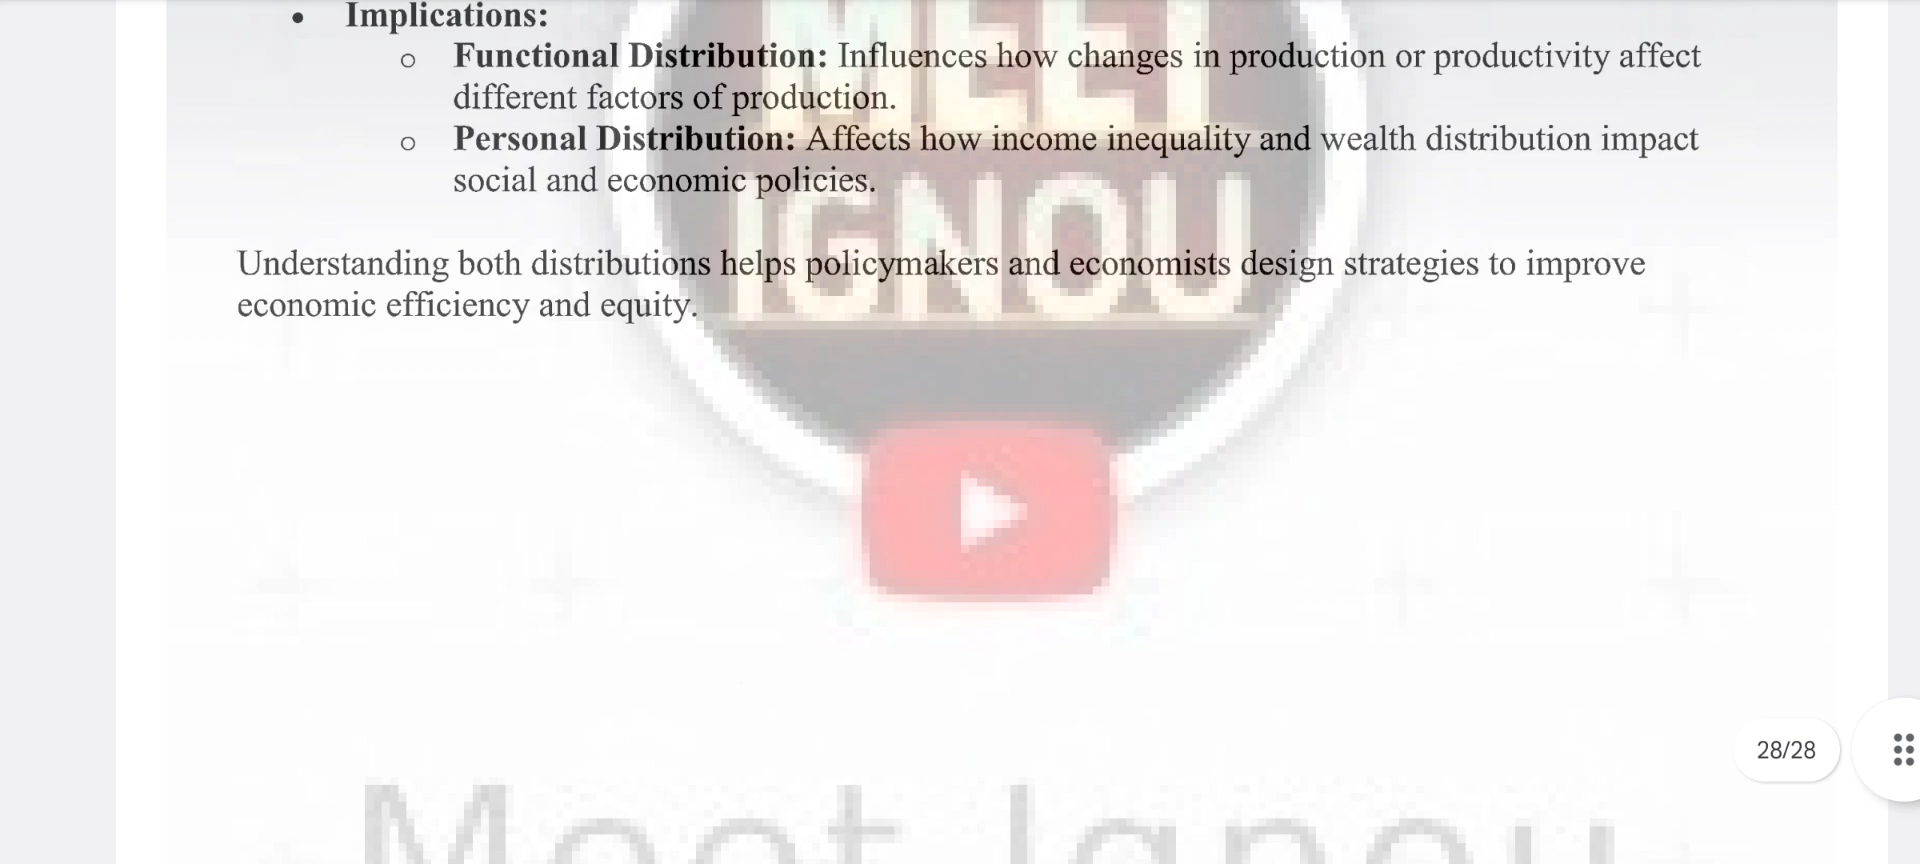 • Implications:
o Functional Distribution: Influences how changes in production or productivity affect
different factors of production.
o Personal Distribution: Affects how income inequality and wealth distribution impact
social and economic policies.
Understanding both distributions helps policymakers and economists design strategies to improve
economic efficiency and equity.
MEET
IGNOU
28/28
Meet Ignou